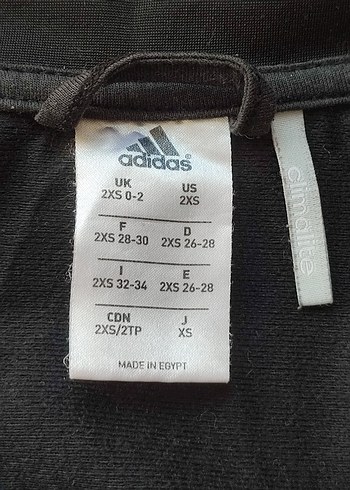 adidas®
UK US
2XS 0-2 2XS
F D
2XS 28-30 2XS 26-28
I E
2XS 32-34 2XS 26-28
CDN J
2XS/2TP XS
MADE IN EGYPT
climalite